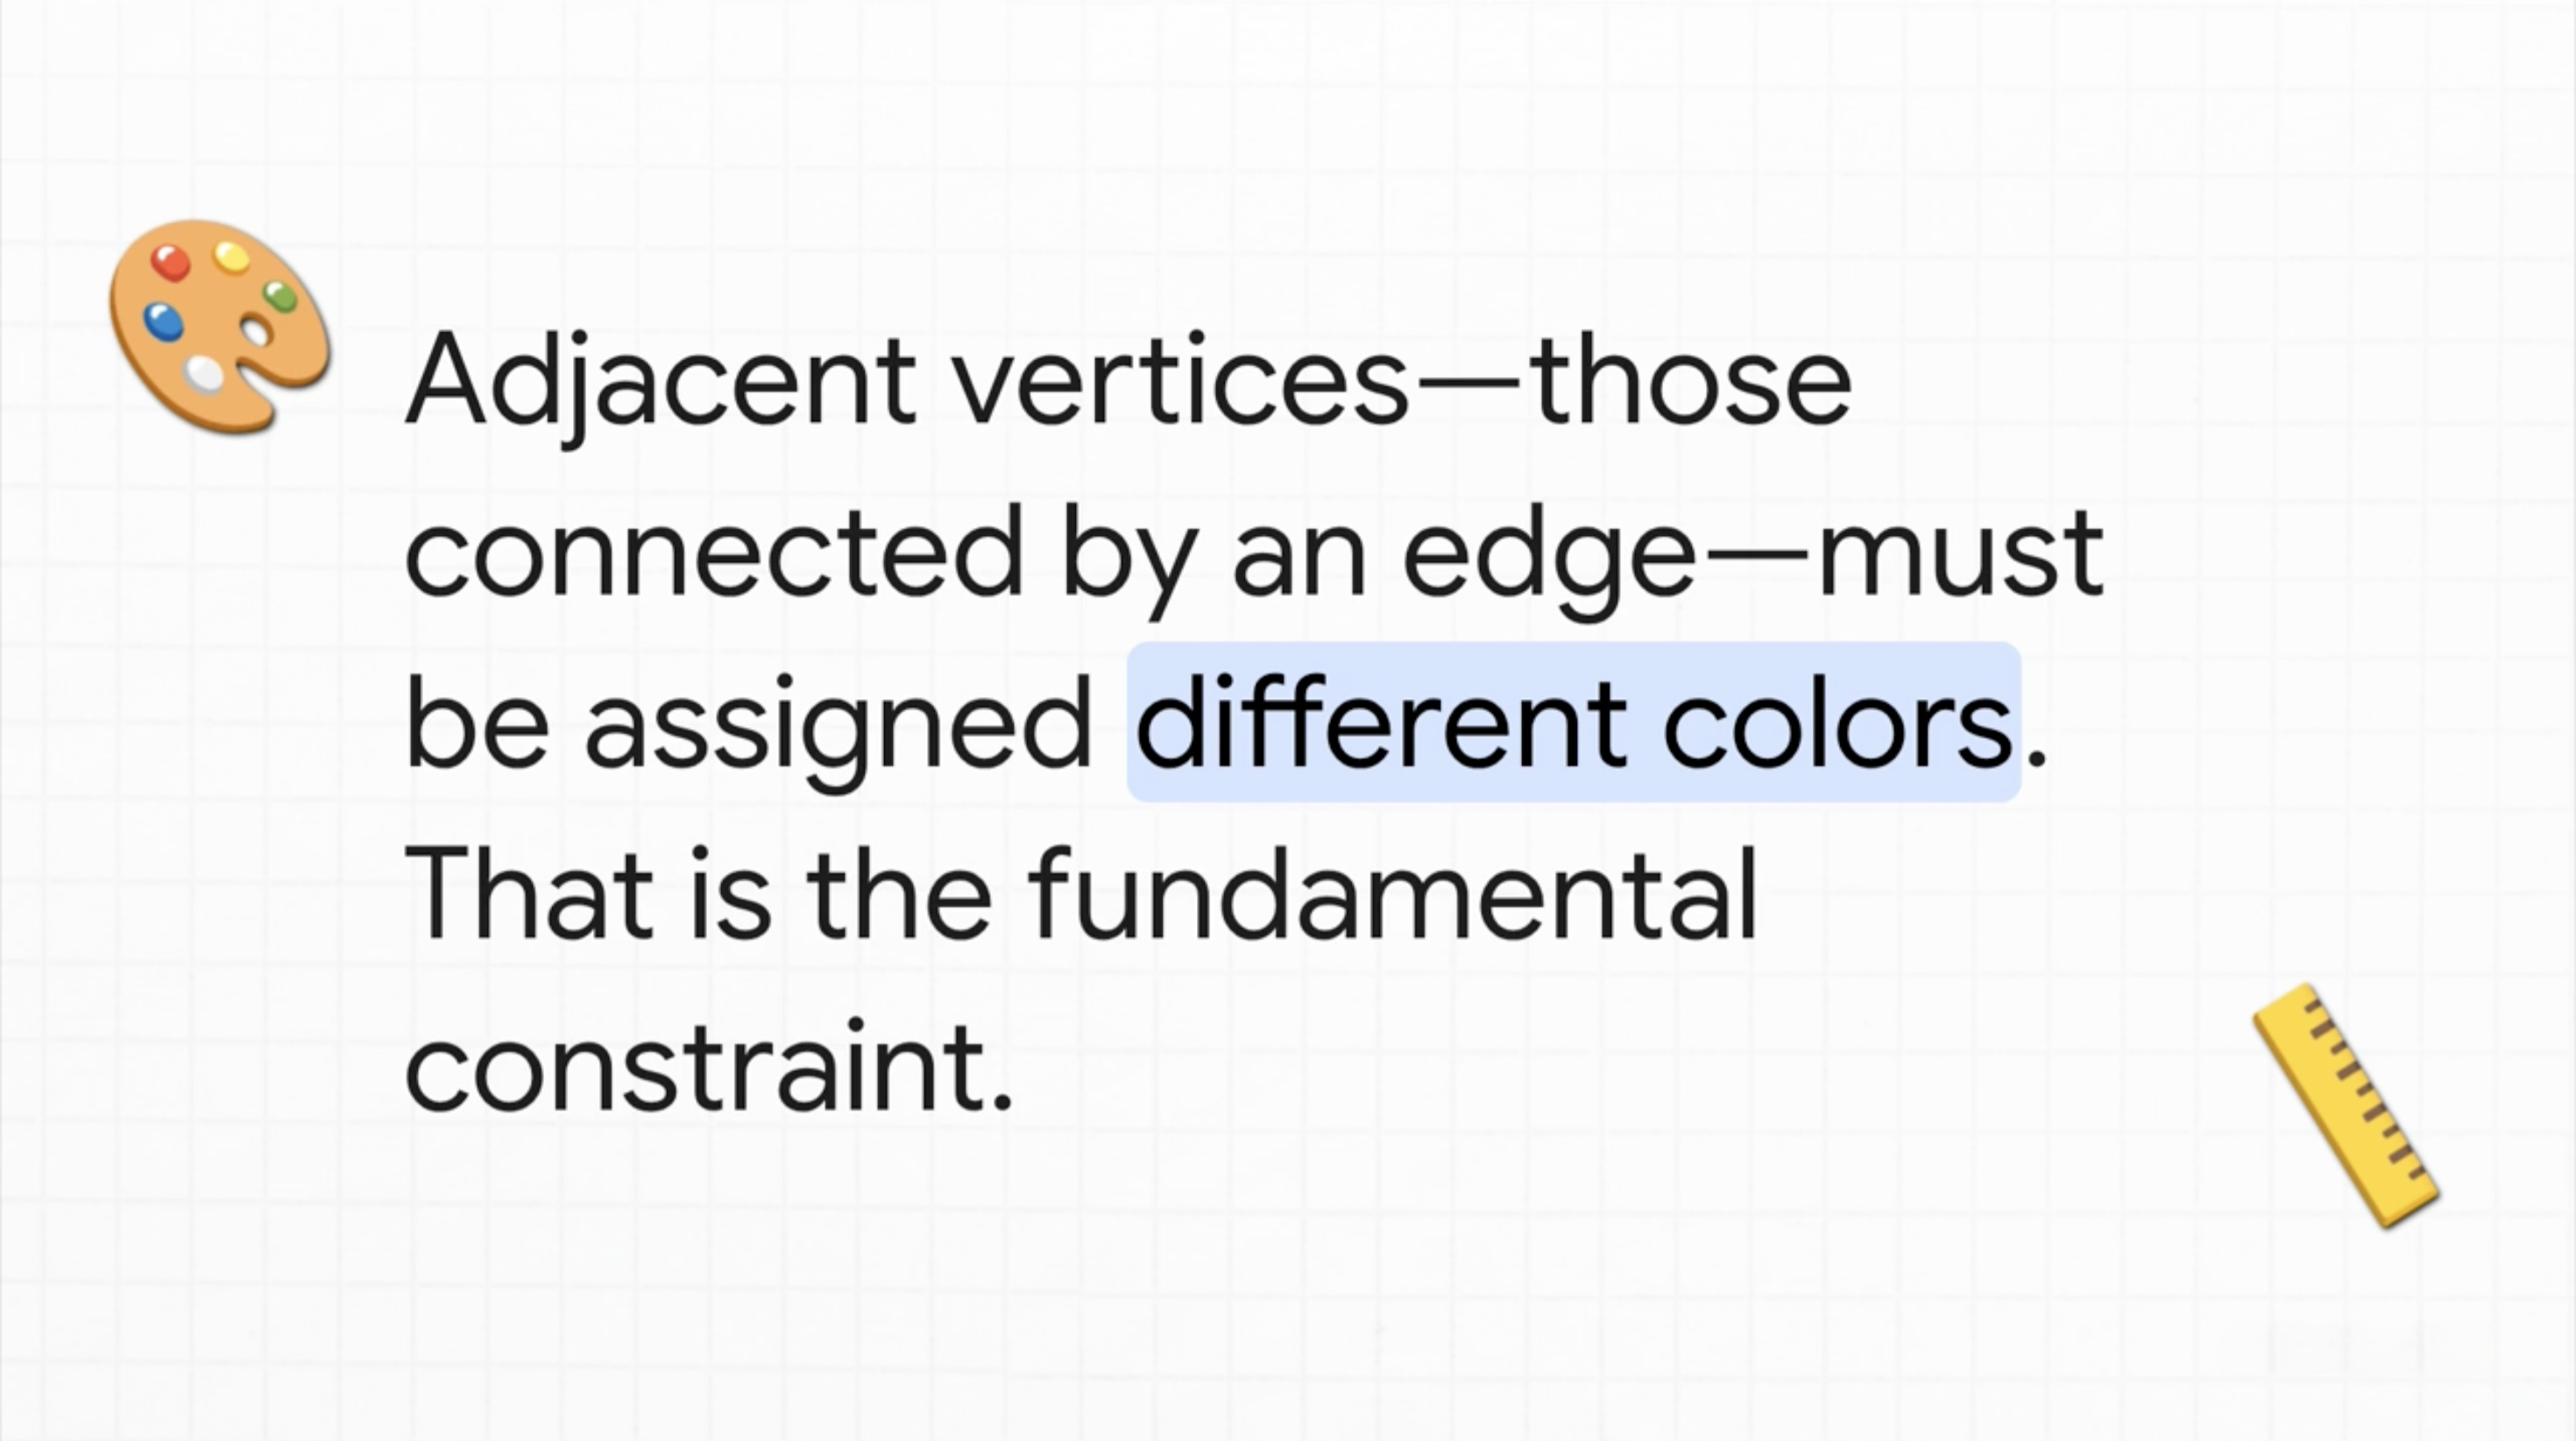 Adjacent vertices—those
connected by an edge—must
be assigned different colors.
That is the fundamental
constraint.